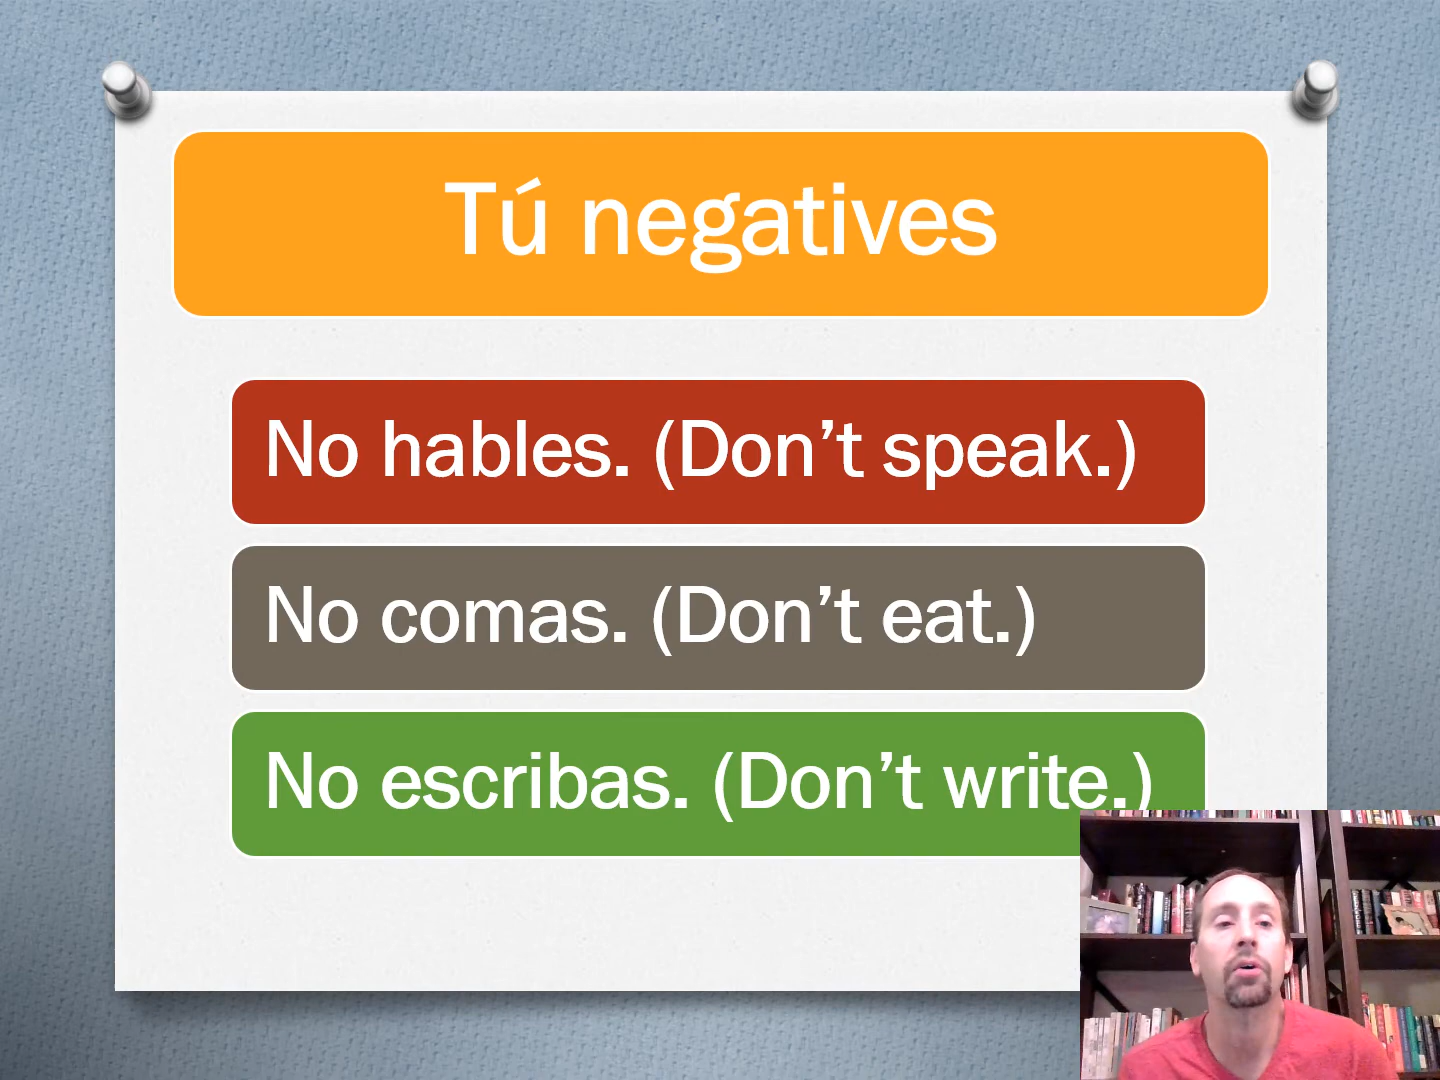 Tú negatives
No hables. (Don’t speak.)
No comas. (Don’t eat.)
No escribas. (Don’t write.)